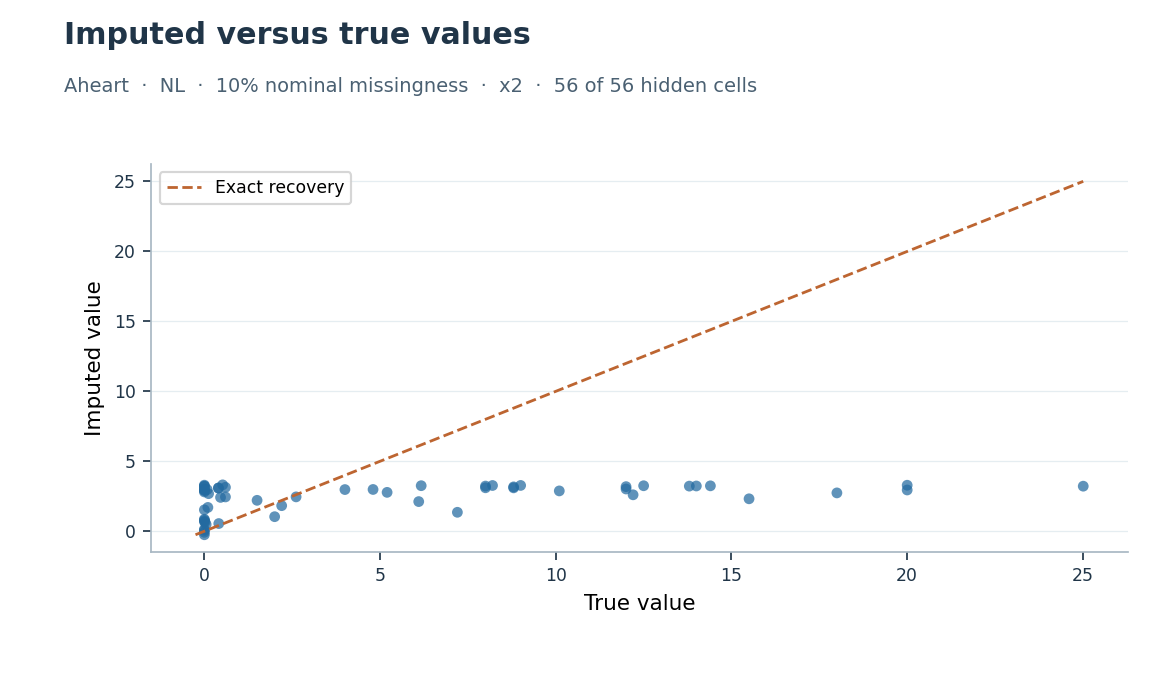 Imputed versus true values
Aheart · NL · 10% nominal missingness · x2 · 56 of 56 hidden cells
Exact recovery
25
20
15
10
5
0
Imputed value
0 5 10 15 20 25
True value